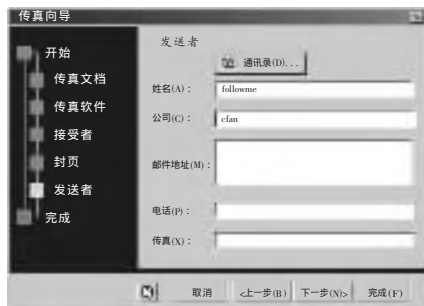 传真向导
开始
传真文档
传真软件
接受者
封页
发送者
完成
发送者
通讯录(D)...
姓名(A)： followme
公司(C)： cfan
邮件地址(M)：
电话(P)：
传真(X)：
取消 <上一步(B) 下一步(N)> 完成(F)